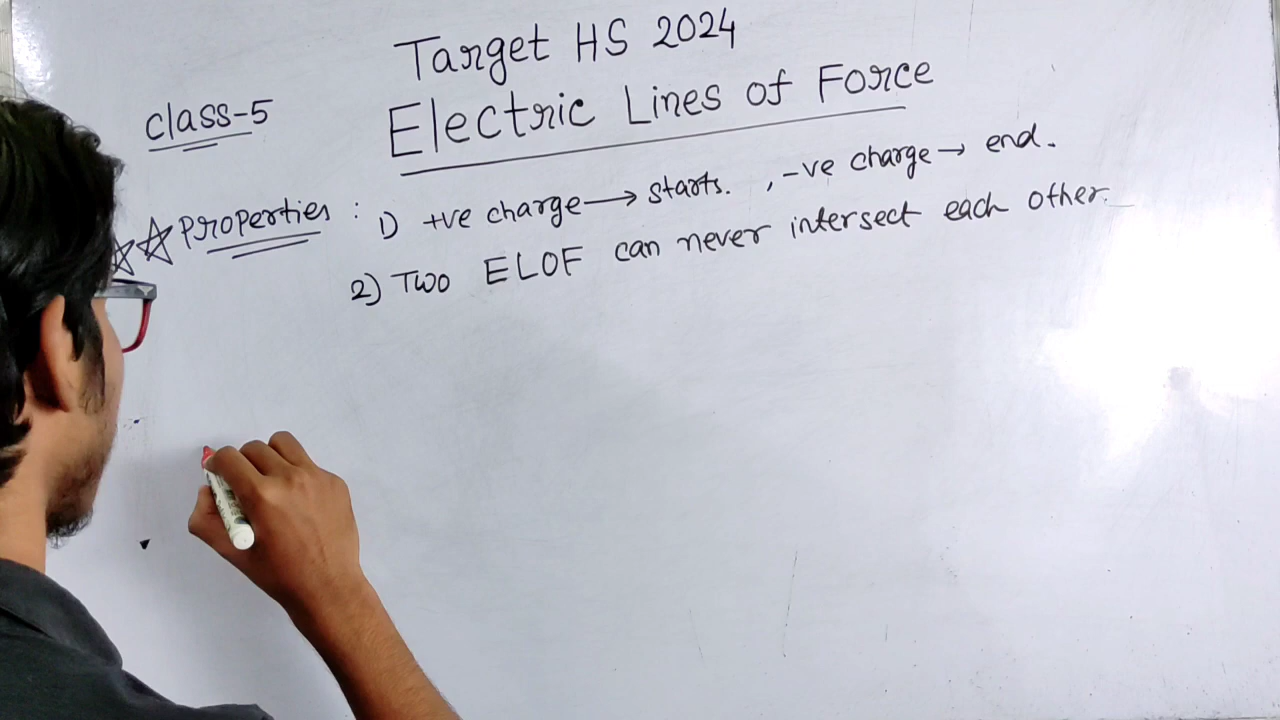 Target HS 2024
class-5
Electric Lines of Force
Properties : 1) +ve charge → starts. , -ve charge → end.
2) Two ELOF can never intersect each other.